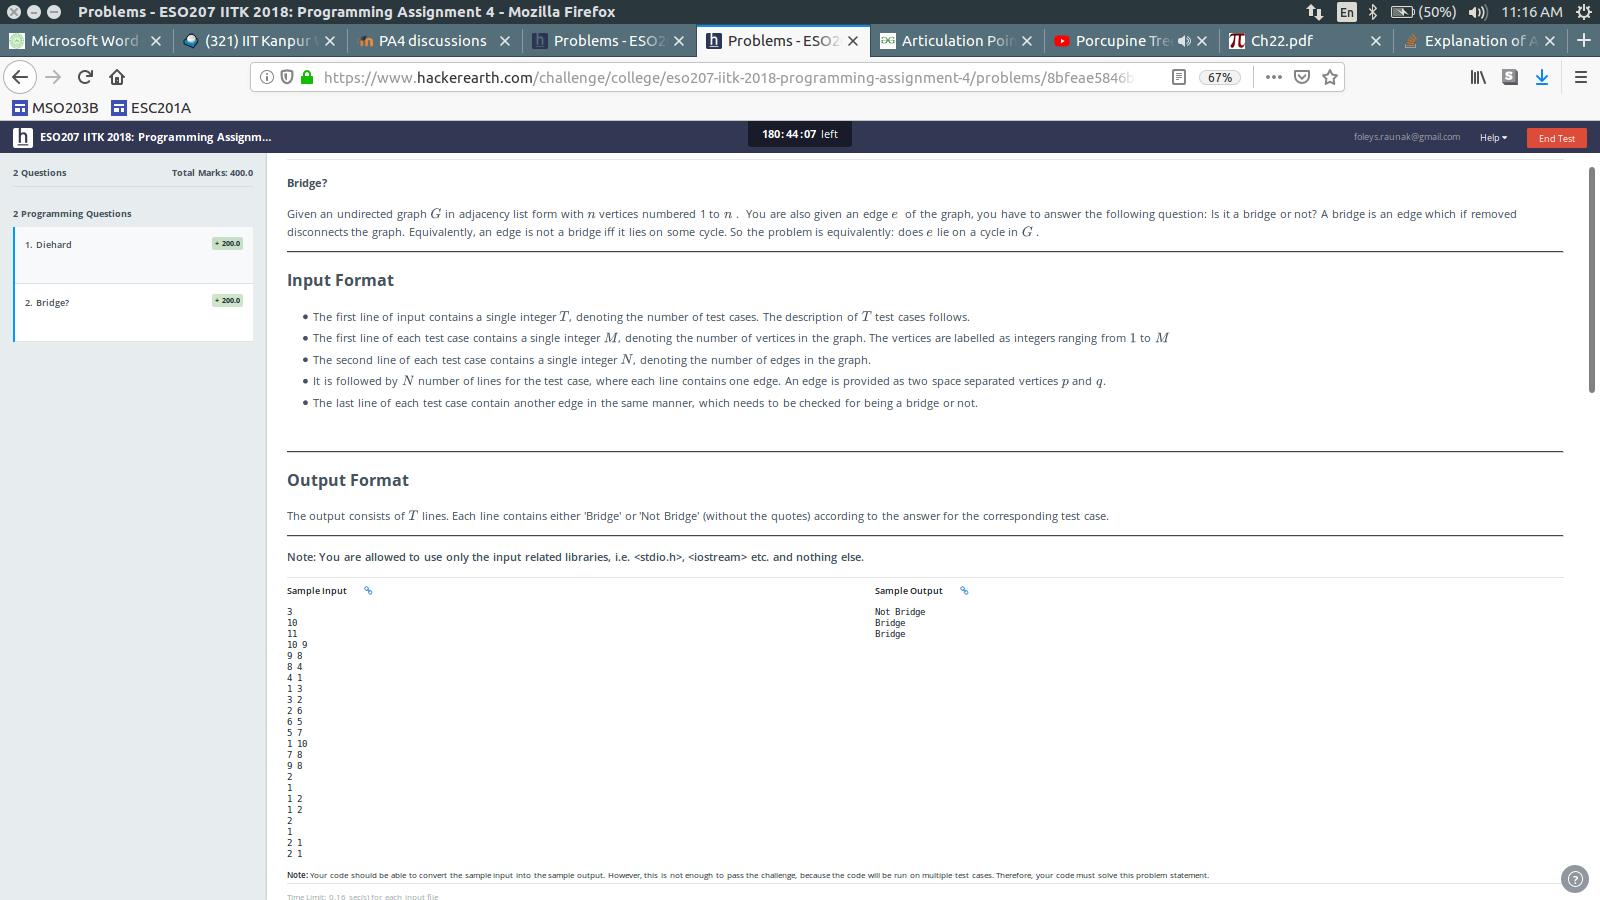 Problems - ESO207 IITK 2018: Programming Assignment 4 - Mozilla Firefox
En (50%) 11:16 AM
Microsoft Word (321) IIT Kanpur PA4 discussions Problems - ESO2 Problems - ESO2 Articulation Poin Porcupine Tre Ch22.pdf Explanation of A
https://www.hackerearth.com/challenge/college/eso207-iitk-2018-programming-assignment-4/problems/8bfeae5846b 67%
MSO203B ESC201A
h ESO207 IITK 2018: Programming Assignm... 180:44:07 left foleys.raunak@gmail.com Help End Test
2 Questions Total Marks: 400.0
2 Programming Questions
1. Diehard + 200.0
2. Bridge? + 200.0
Bridge?
Given an undirected graph G in adjacency list form with n vertices numbered 1 to n . You are also given an edge e of the graph, you have to answer the following question: Is it a bridge or not? A bridge is an edge which if removed
disconnects the graph. Equivalently, an edge is not a bridge iff it lies on some cycle. So the problem is equivalently: does e lie on a cycle in G .
Input Format
• The first line of input contains a single integer T, denoting the number of test cases. The description of T test cases follows.
• The first line of each test case contains a single integer M, denoting the number of vertices in the graph. The vertices are labelled as integers ranging from 1 to M
• The second line of each test case contains a single integer N, denoting the number of edges in the graph.
• It is followed by N number of lines for the test case, where each line contains one edge. An edge is provided as two space separated vertices p and q.
• The last line of each test case contain another edge in the same manner, which needs to be checked for being a bridge or not.
Output Format
The output consists of T lines. Each line contains either 'Bridge' or 'Not Bridge' (without the quotes) according to the answer for the corresponding test case.
Note: You are allowed to use only the input related libraries, i.e. <stdio.h>, <iostream> etc. and nothing else.
Sample Input
3
10
11
10 9
9 8
8 4
4 1
1 3
3 2
2 6
6 5
5 7
1 10
7 8
9 8
2
1
1 2
1 2
2
1
2 1
2 1
Sample Output
Not Bridge
Bridge
Bridge
Note: Your code should be able to convert the sample input into the sample output. However, this is not enough to pass the challenge, because the code will be run on multiple test cases. Therefore, your code must solve this problem statement.
Time Limit: 0.16 sec(s) for each input file